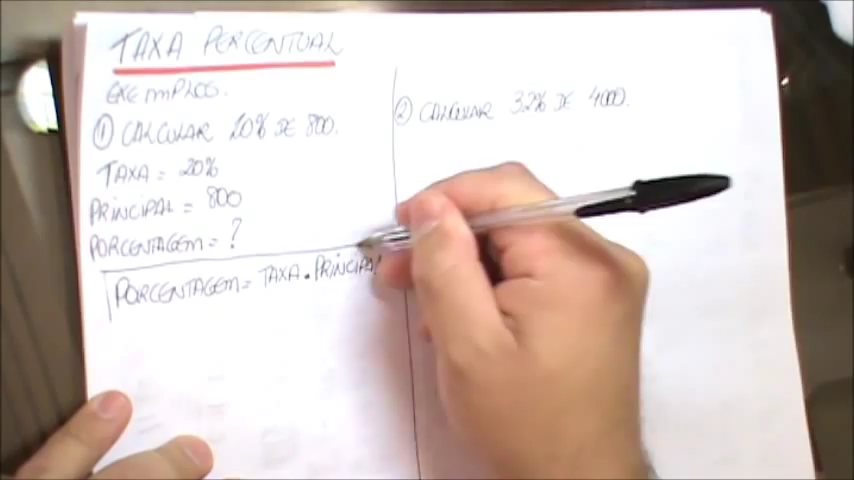 TAXA PERCENTUAL
EXEMPLOS.
① CALCULAR 20% DE 800.
TAXA = 20%
PRINCIPAL = 800
PORCENTAGEM = ?
PORCENTAGEM = TAXA . PRINCIPAL
② CALCULAR 32% DE 4000.